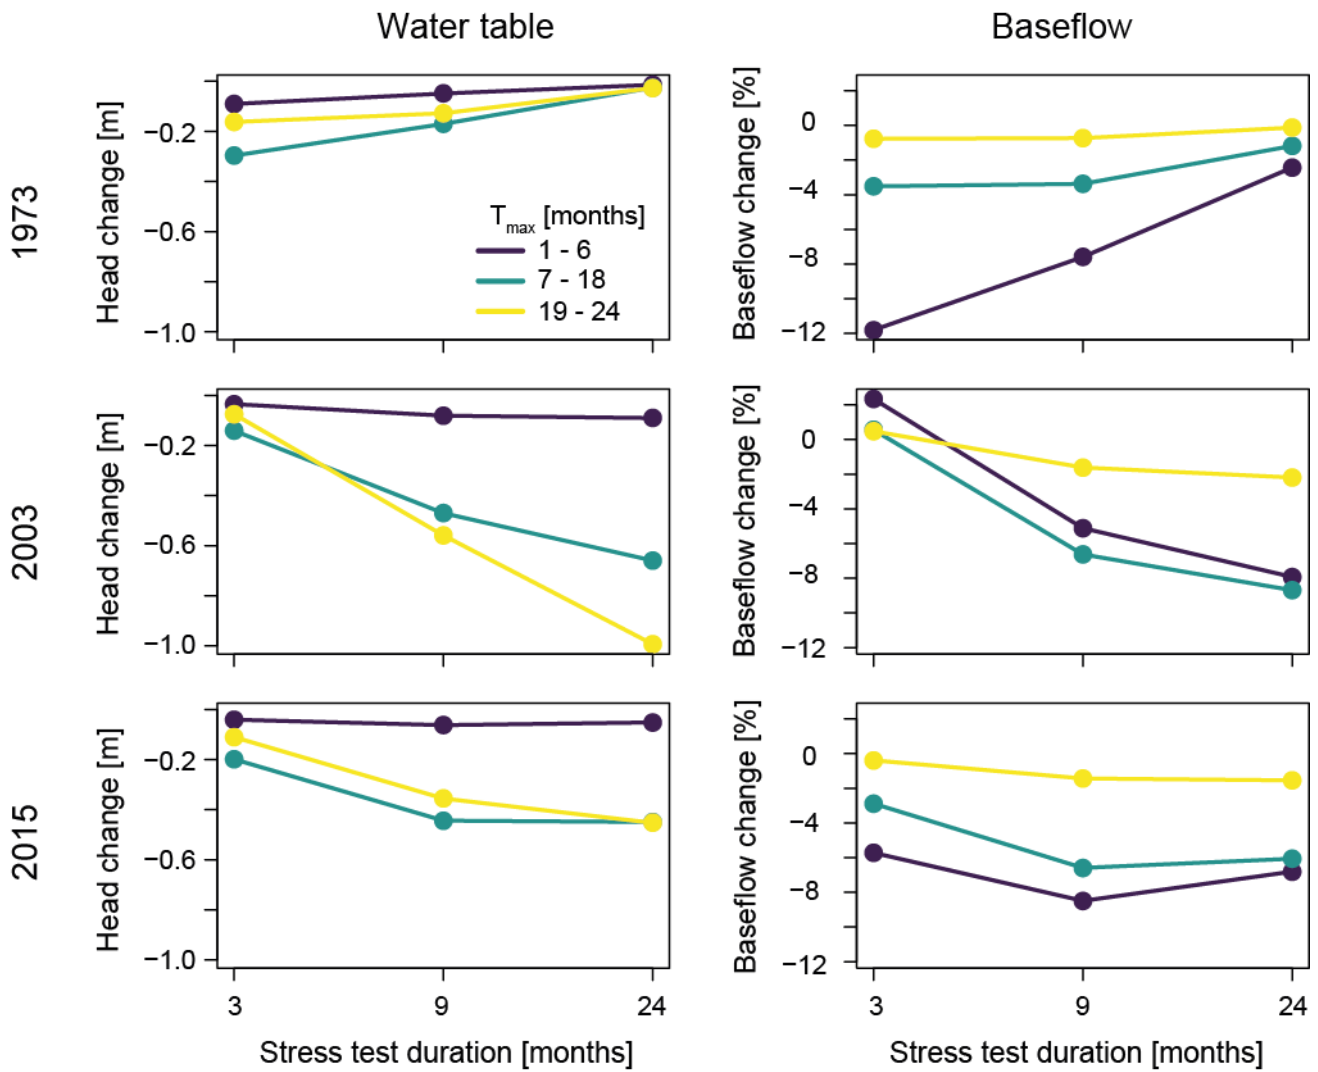 Water table
Baseflow
1973
Head change [m]
−0.2
−0.6
−1.0
Tmax [months]
1 - 6
7 - 18
19 - 24
Baseflow change [%]
0
−4
−8
−12
2003
Head change [m]
−0.2
−0.6
−1.0
Baseflow change [%]
0
−4
−8
−12
2015
Head change [m]
−0.2
−0.6
−1.0
3 9 24
Stress test duration [months]
Baseflow change [%]
0
−4
−8
−12
3 9 24
Stress test duration [months]